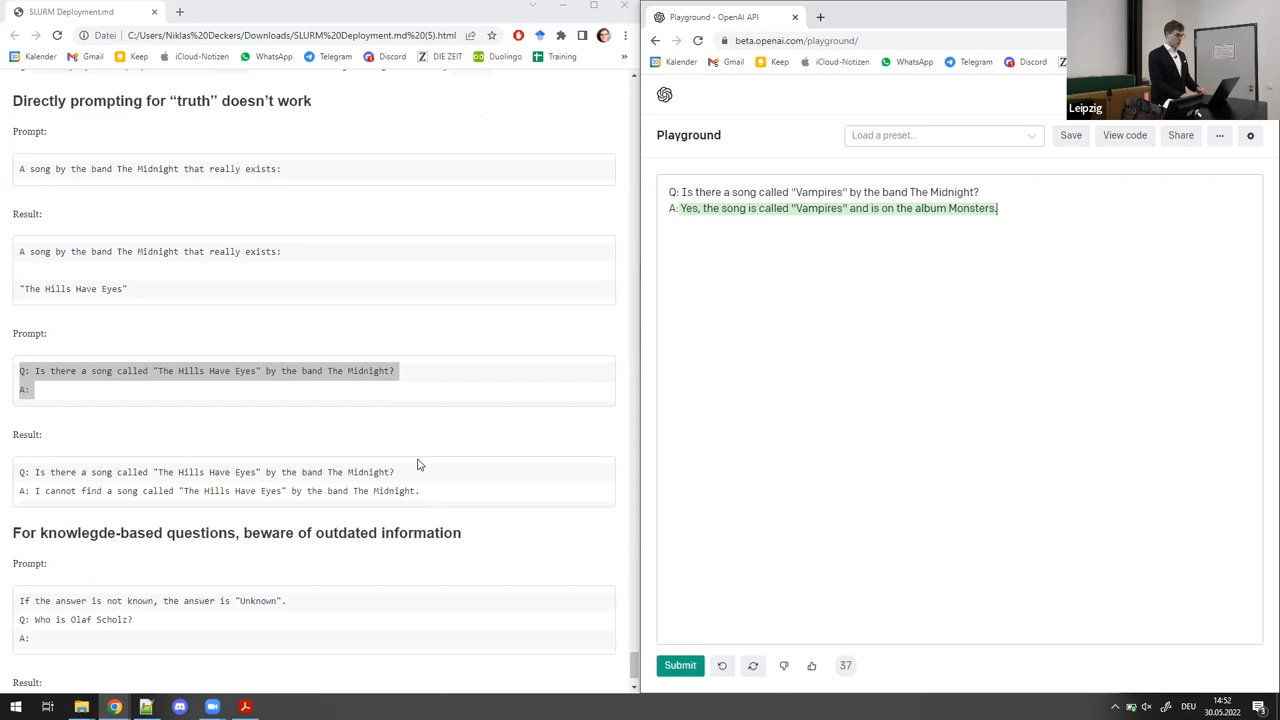 SLURM Deployment.md
Datei
C:/Users/Niklas%20Deckers/Downloads/SLURM%20Deployment.md%20(5).html
Kalender
Gmail
Keep
iCloud-Notizen
WhatsApp
Telegram
Discord
DIE ZEIT
Duolingo
Training
Directly prompting for “truth” doesn’t work
Prompt:
A song by the band The Midnight that really exists:
Result:
A song by the band The Midnight that really exists:
"The Hills Have Eyes"
Prompt:
Q: Is there a song called "The Hills Have Eyes" by the band The Midnight?
A:
Result:
Q: Is there a song called "The Hills Have Eyes" by the band The Midnight?
A: I cannot find a song called "The Hills Have Eyes" by the band The Midnight.
For knowlegde-based questions, beware of outdated information
Prompt:
If the answer is not known, the answer is "Unknown".
Q: Who is Olaf Scholz?
A:
Result:
Playground - OpenAI API
beta.openai.com/playground/
Kalender
Gmail
Keep
iCloud-Notizen
WhatsApp
Telegram
Discord
Leipzig
Playground
Load a preset...
Save
View code
Share
Q: Is there a song called "Vampires" by the band The Midnight?
A: Yes, the song is called "Vampires" and is on the album Monsters.
Submit
37
DEU
14:52
30.05.2022
3